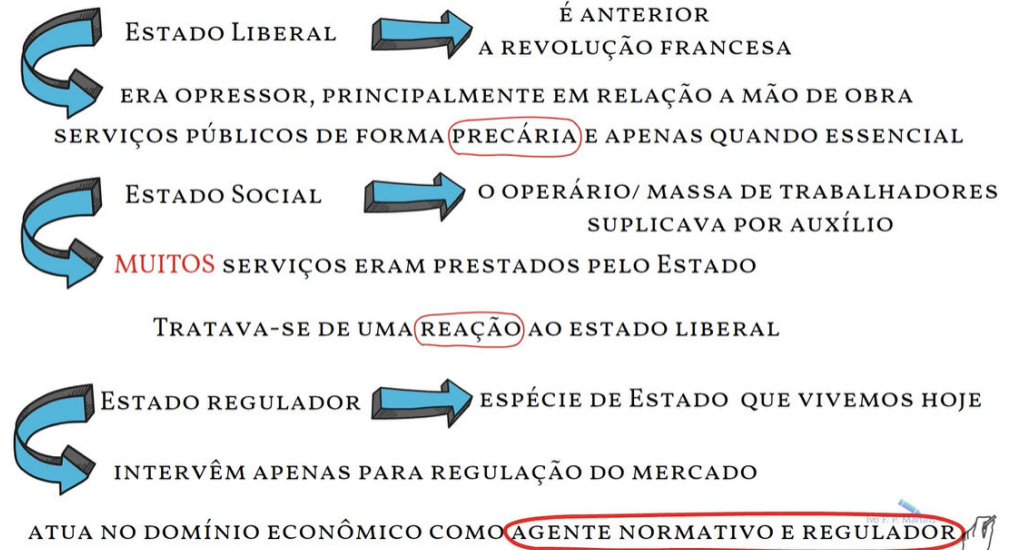 Estado Liberal
é anterior
a revolução francesa
era opressor, principalmente em relação a mão de obra
serviços públicos de forma precária e apenas quando essencial
Estado Social
o operário/ massa de trabalhadores
suplicava por auxílio
MUITOS serviços eram prestados pelo Estado
Tratava-se de uma reação ao estado liberal
Estado regulador
espécie de Estado que vivemos hoje
intervêm apenas para regulação do mercado
Ivo F. P. Martins
atua no domínio econômico como agente normativo e regulador